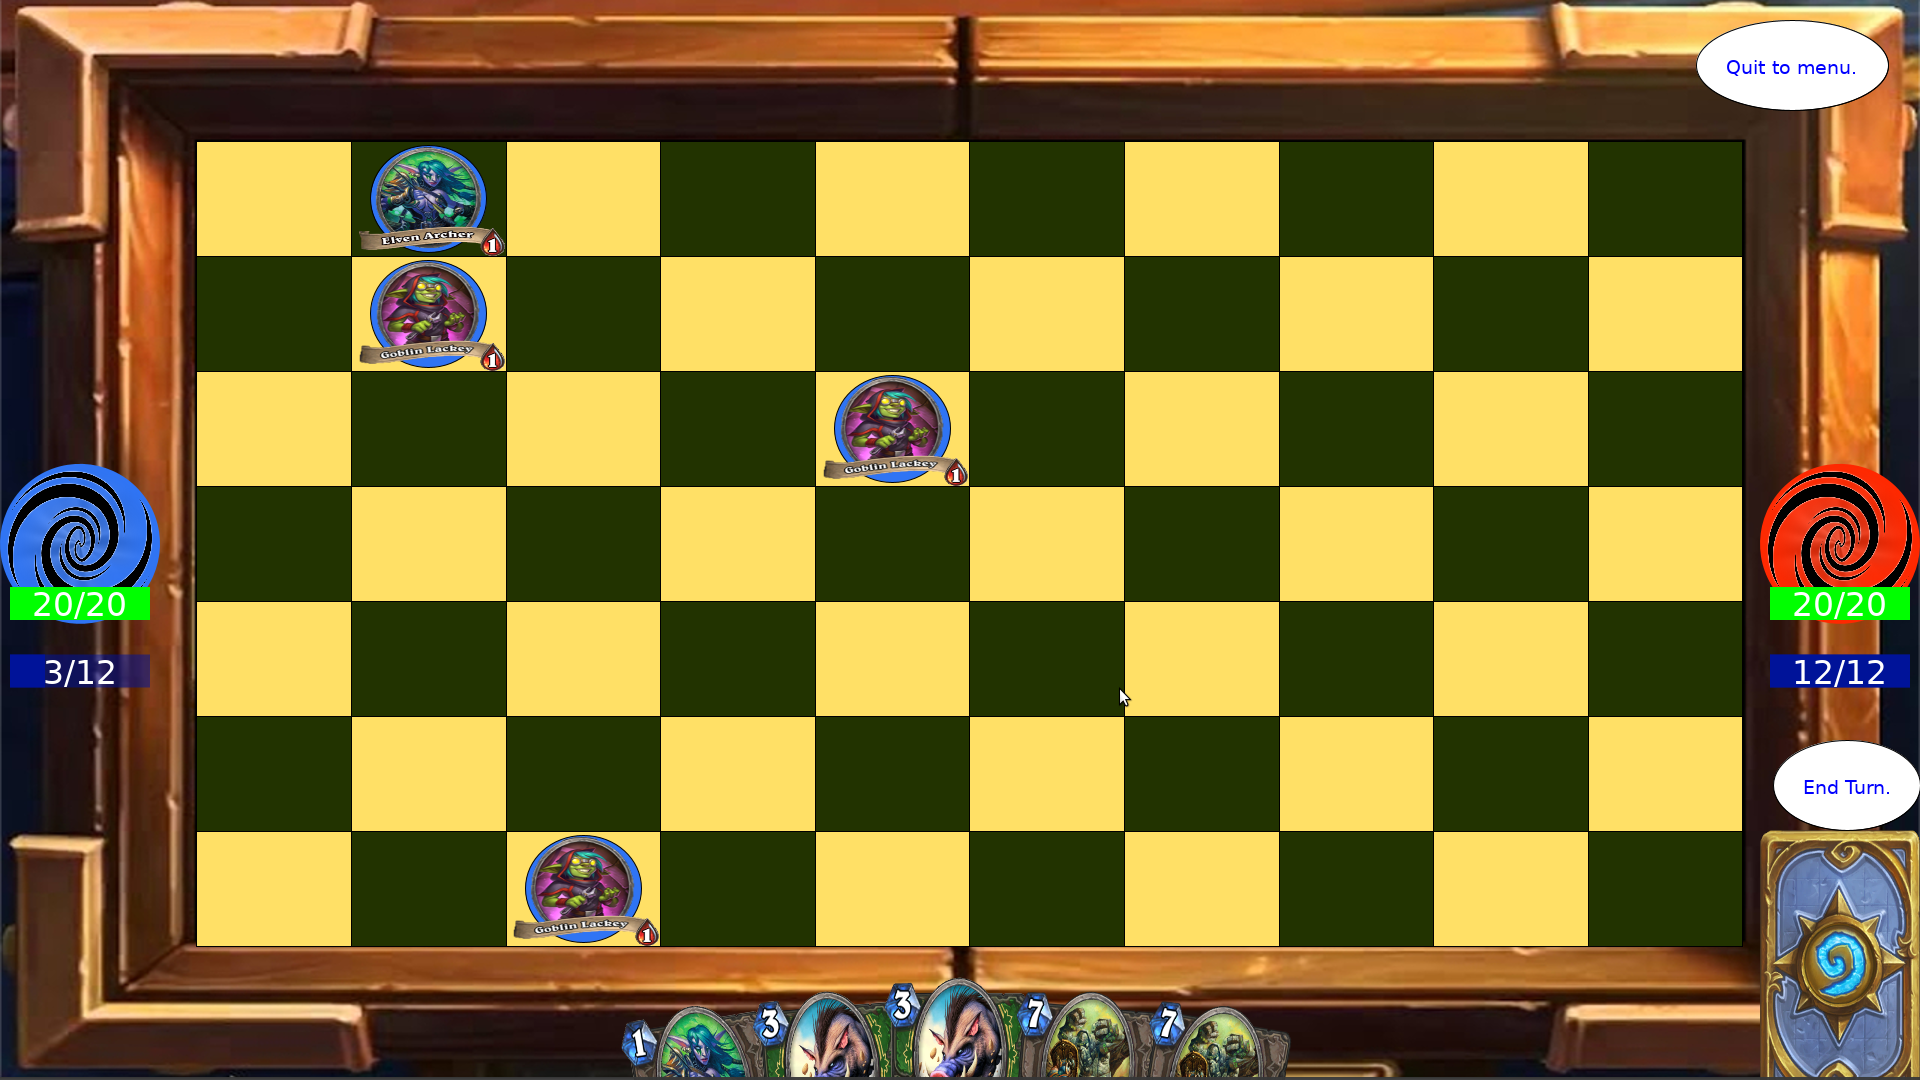 Quit to menu.
Elven Archer
1
Goblin Lackey
1
Goblin Lackey
1
20/20
20/20
3/12
12/12
End Turn.
Goblin Lackey
1
1
3
3
7
7